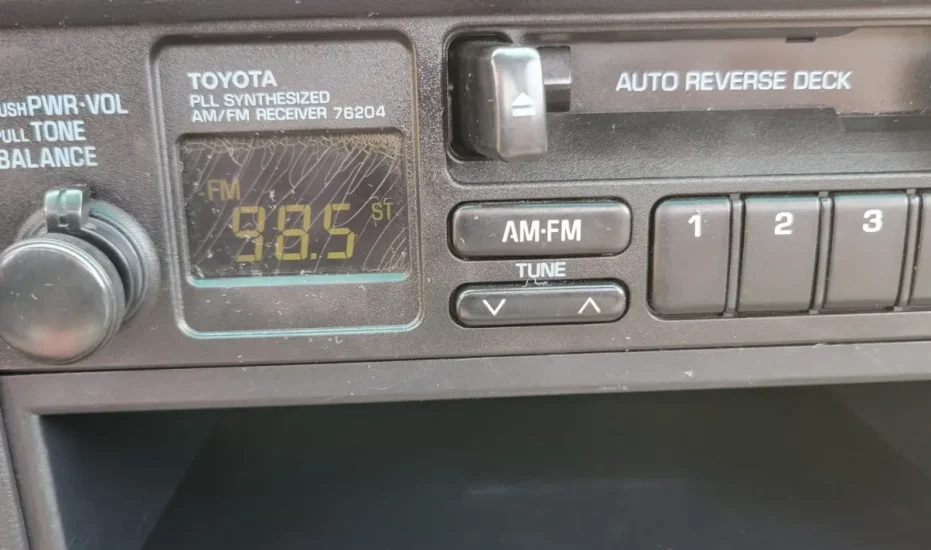 TOYOTA
PLL SYNTHESIZED
AM/FM RECEIVER 76204
AUTO REVERSE DECK
USH PWR·VOL
PULL TONE
BALANCE
FM
98.5 ST
AM·FM
TUNE
1 2 3